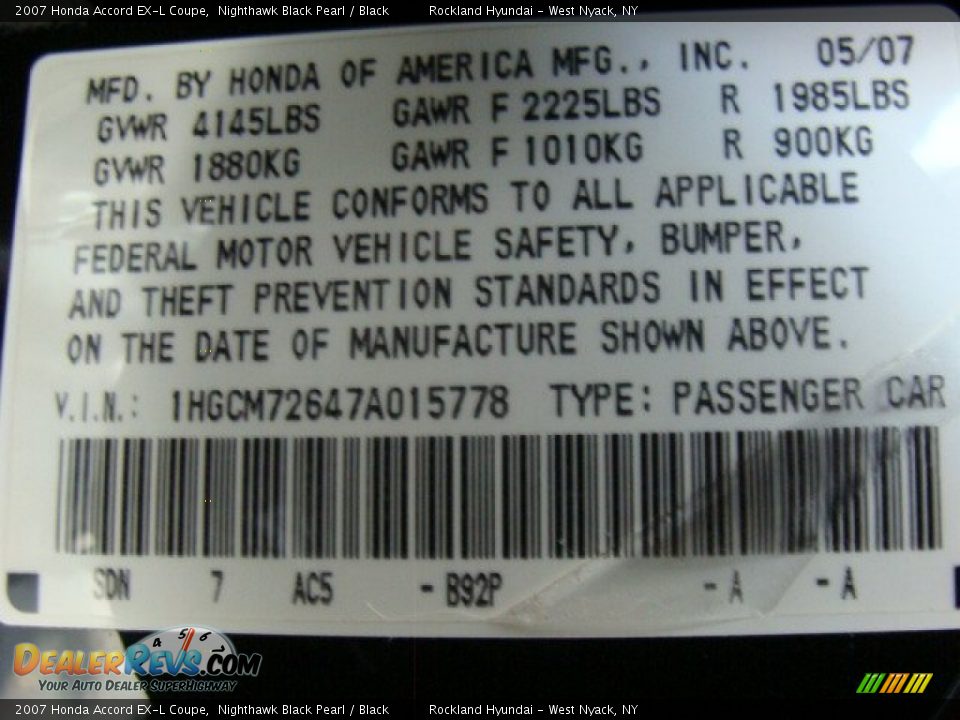 2007 Honda Accord EX-L Coupe, Nighthawk Black Pearl / Black Rockland Hyundai - West Nyack, NY
MFD. BY HONDA OF AMERICA MFG., INC. 05/07
GVWR 4145LBS GAWR F 2225LBS R 1985LBS
GVWR 1880KG GAWR F 1010KG R 900KG
THIS VEHICLE CONFORMS TO ALL APPLICABLE
FEDERAL MOTOR VEHICLE SAFETY, BUMPER,
AND THEFT PREVENTION STANDARDS IN EFFECT
ON THE DATE OF MANUFACTURE SHOWN ABOVE.
V.I.N.: 1HGCM72647A015778 TYPE: PASSENGER CAR
SDN 7 AC5 - B92P - A - A
4 5 6 7
DEALERREVS.COM
YOUR AUTO DEALER SUPERHIGHWAY
2007 Honda Accord EX-L Coupe, Nighthawk Black Pearl / Black Rockland Hyundai - West Nyack, NY